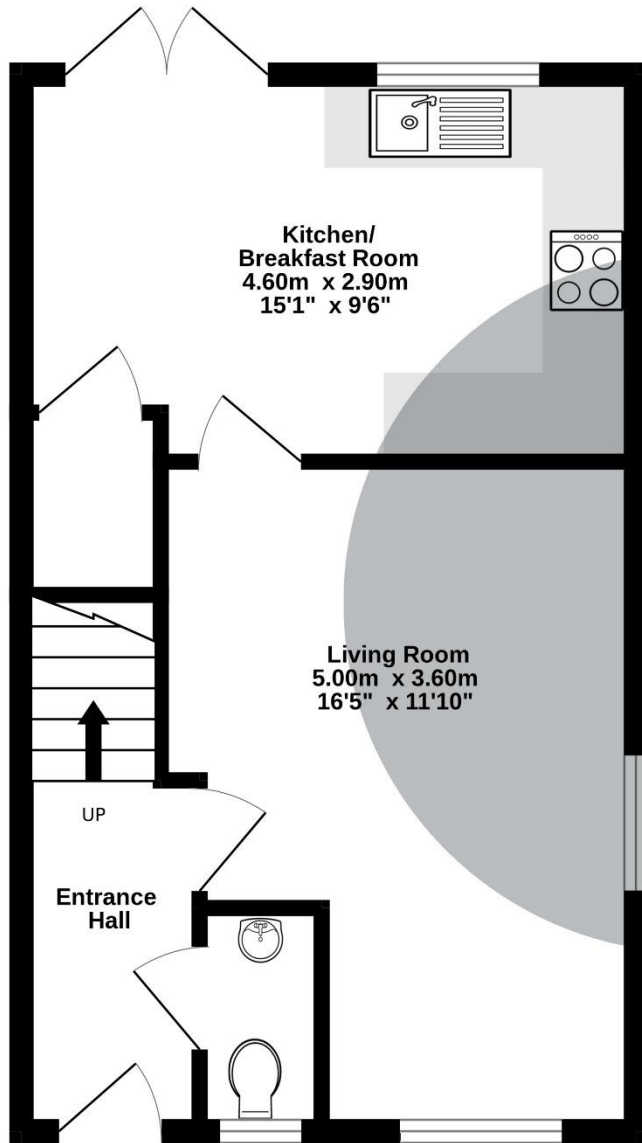 Kitchen/
Breakfast Room
4.60m x 2.90m
15'1" x 9'6"
Living Room
5.00m x 3.60m
16'5" x 11'10"
UP
Entrance
Hall